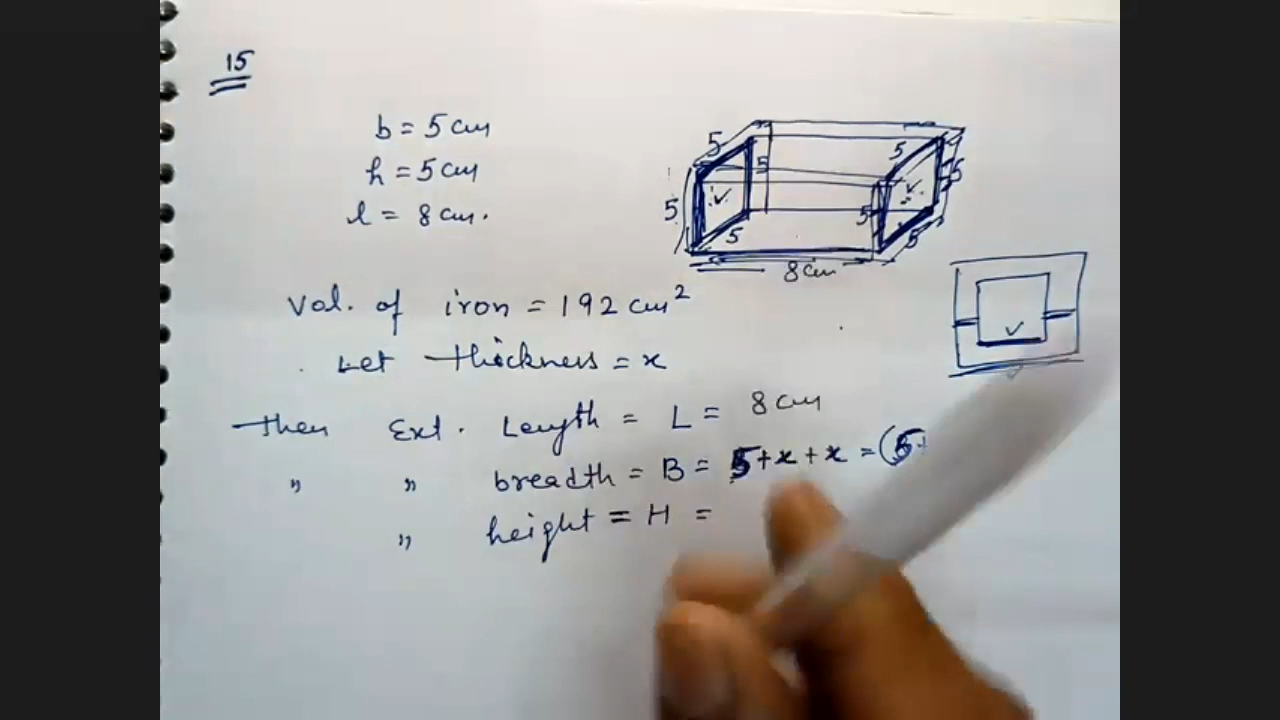 15
b = 5 cm
h = 5 cm
l = 8 cm.
5 5 5 5
5 5 5 5
8 cm
Vol. of iron = 192 cm²
Let thickness = x
Then Ext. Length = L = 8 cm
" " breadth = B = 5 + x + x = (5+
" height = H =